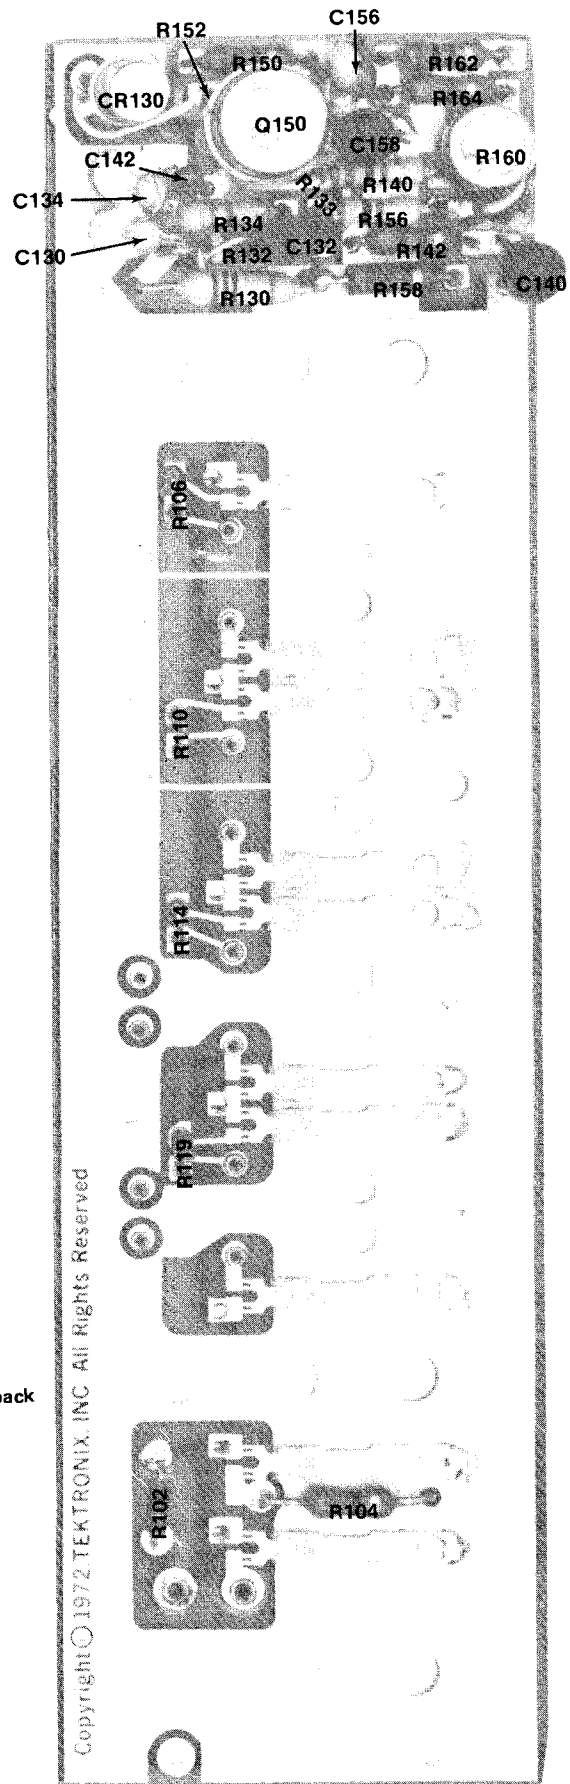 C156
R152
R150
R162
CR130
R164
Q150
C158
R160
C142
R140
C134
R133
R134
R156
C130
C132
R142
R132
R158
C140
R130
R106
R110
R114
R119
back
R102
R104
Copyright© 1972 TEKTRONIX, INC All Rights Reserved